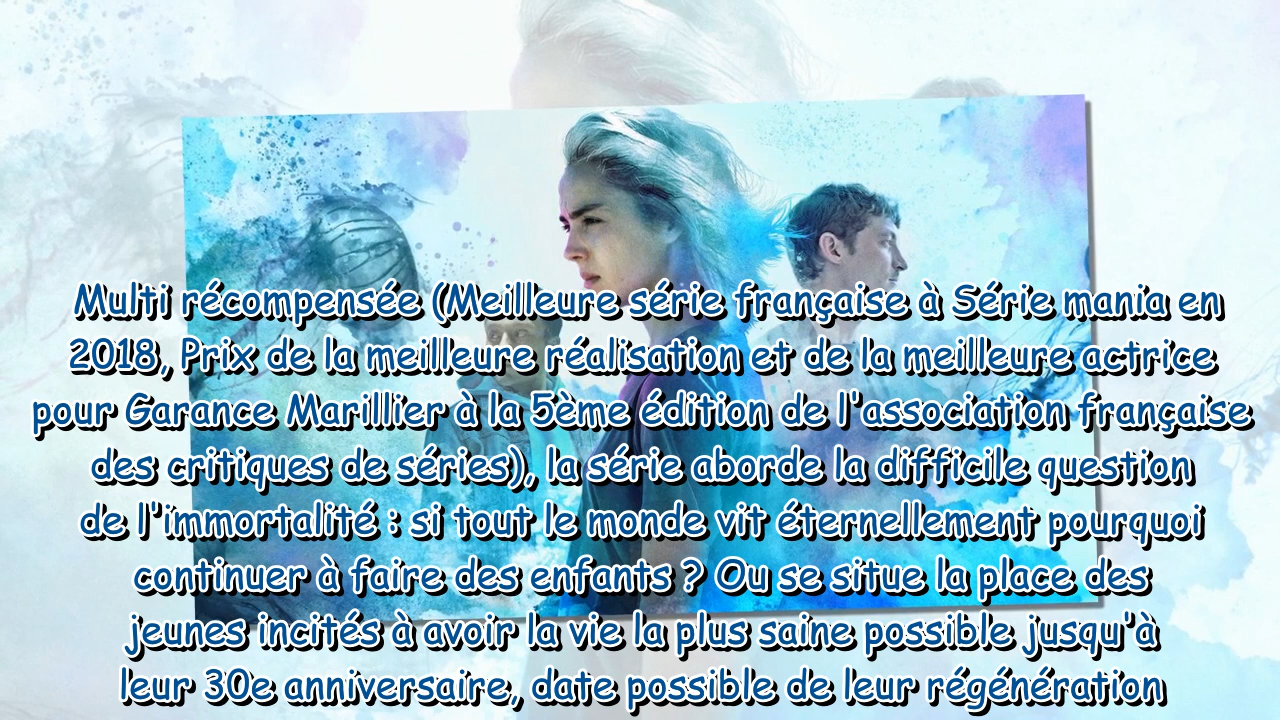 Multi récompensée (Meilleure série française à Série mania en
2018, Prix de la meilleure réalisation et de la meilleure actrice
pour Garance Marillier à la 5ème édition de l'association française
des critiques de séries), la série aborde la difficile question
de l'immortalité : si tout le monde vit éternellement pourquoi
continuer à faire des enfants ? Ou se situe la place des
jeunes incités à avoir la vie la plus saine possible jusqu'à
leur 30e anniversaire, date possible de leur régénération